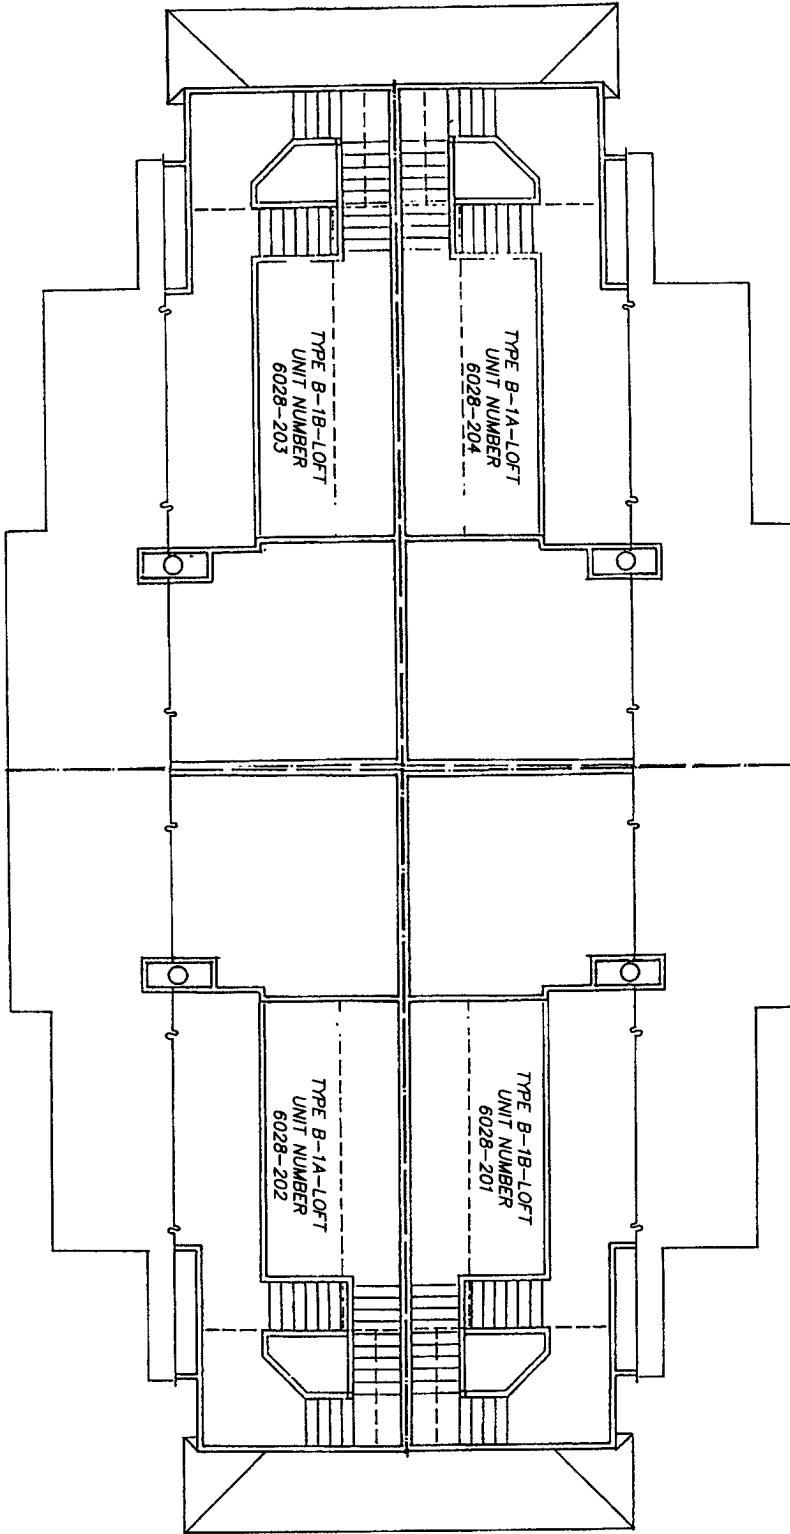 TYPE B-1B-LOFT
UNIT NUMBER
6028-203
TYPE B-1A-LOFT
UNIT NUMBER
6028-204
TYPE B-1A-LOFT
UNIT NUMBER
6028-202
TYPE B-1B-LOFT
UNIT NUMBER
6028-201